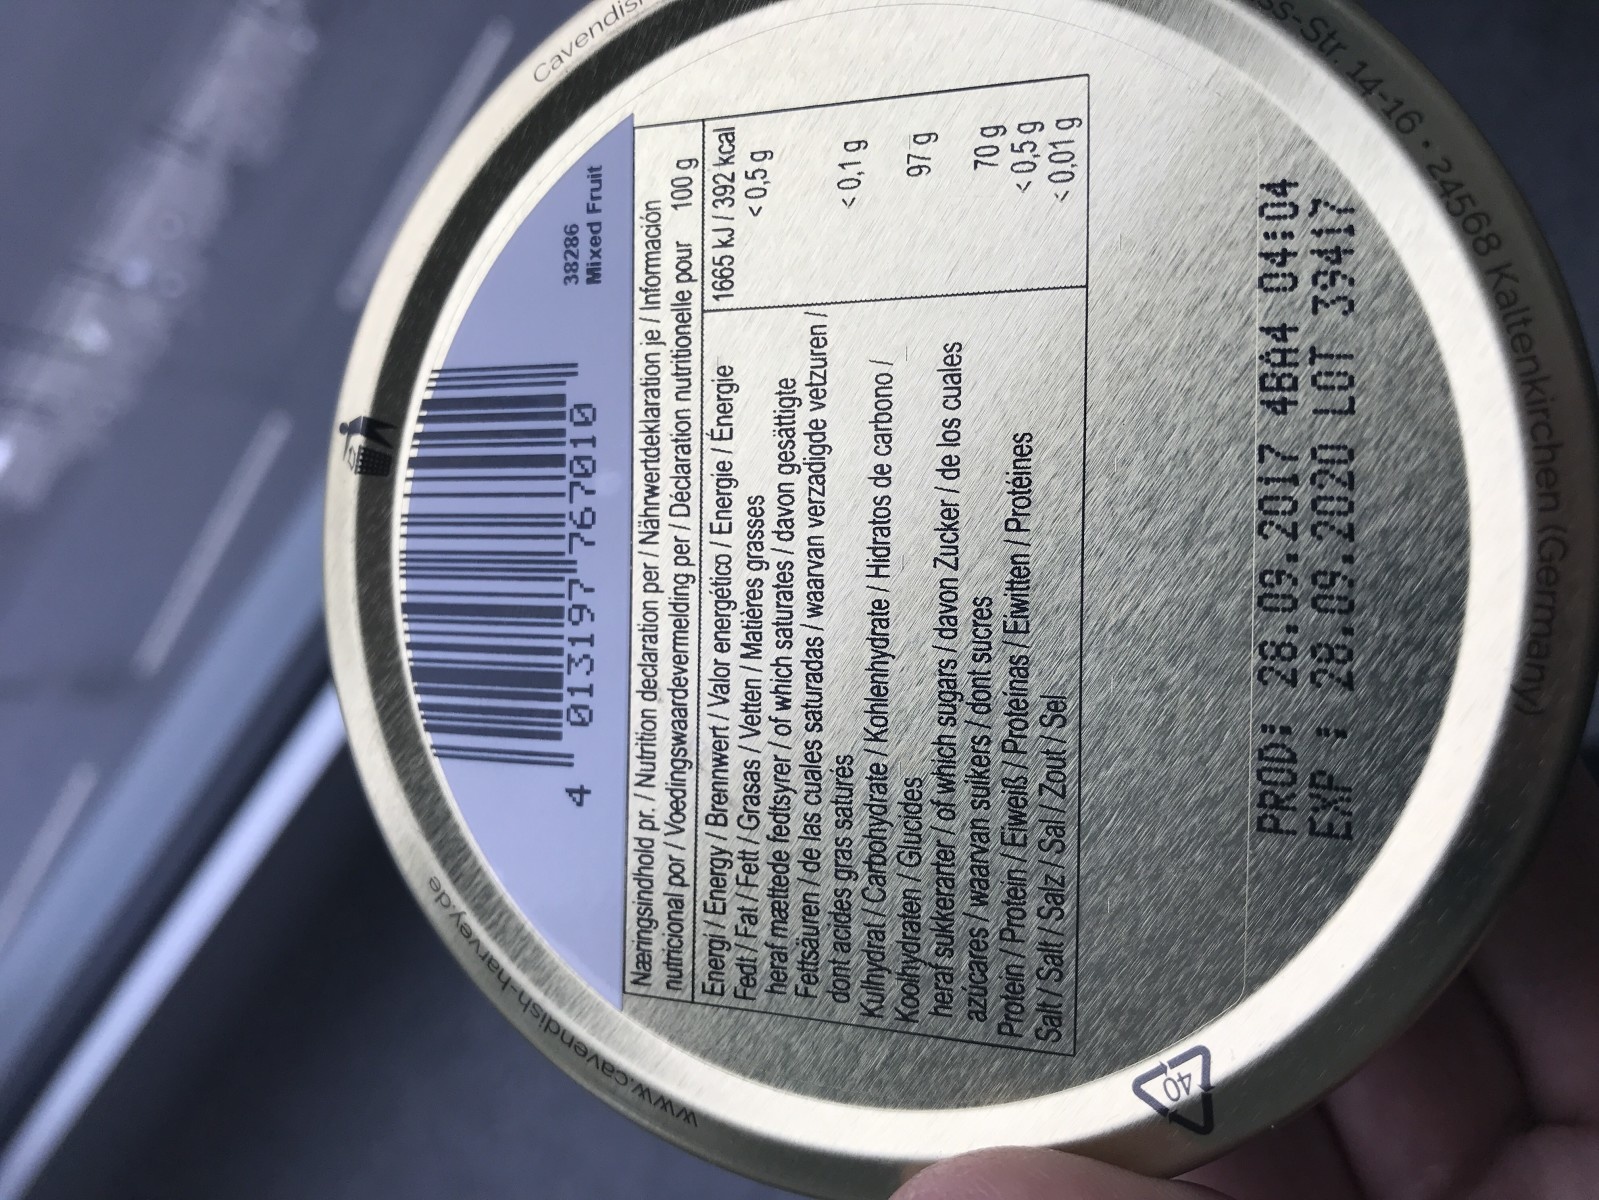 38286
Mixed Fruit
4 013197 767010
Næringsindhold pr. / Nutrition declaration per / Nährwertdeklaration je / Información
nutricional por / Voedingswaardevermelding per / Déclaration nutritionelle pour 100 g
Energi / Energy / Brennwert / Valor energético / Energie / Énergie 1665 kJ / 392 kcal
Fedt / Fat / Fett / Grasas / Vetten / Matières grasses < 0,5 g
heraf mættede fedtsyrer / of which saturates / davon gesättigte
Fettsäuren / de las cuales saturadas / waarvan verzadigde vetzuren /
dont acides gras saturés < 0,1 g
Kulhydrat / Carbohydrate / Kohlenhydrate / Hidratos de carbono /
Koolhydraten / Glucides 97 g
heraf sukkerarter / of which sugars / davon Zucker / de los cuales
azúcares / waarvan suikers / dont sucres 70 g
Protein / Protein / Eiweiß / Proteínas / Eiwitten / Protéines < 0,5 g
Salt / Salt / Salz / Sal / Zout / Sel < 0,01 g
PROD: 28.09.2017 4BA4 04:04
EXP : 28.09.2020 LOT 39417
www.cavendish-harvey.de
-Str. 14-16 • 24568 Kaltenkirchen (Germany)
40